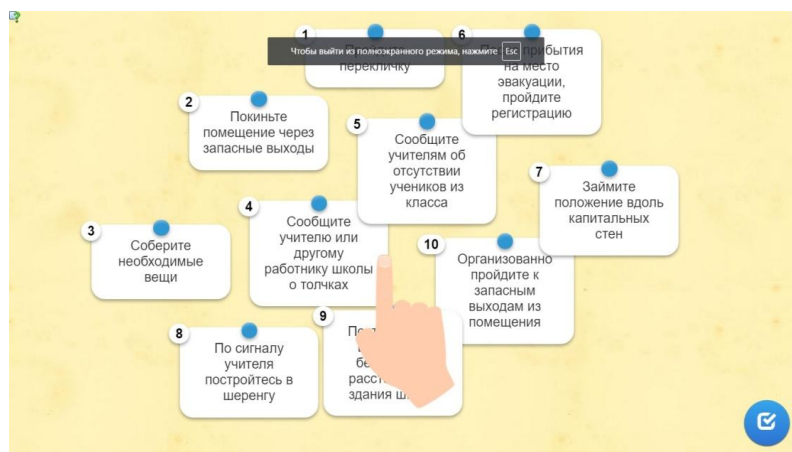 1
перекличку
Чтобы выйти из полноэкранного режима, нажмите Esc
6
прибытия
на место
эвакуации,
пройдите
регистрацию
2
Покиньте
помещение через
запасные выходы
5
Сообщите
учителям об
отсутствии
учеников из
класса
7
Займите
положение вдоль
капитальных
стен
3
Соберите
необходимые
вещи
4
Сообщите
учителю или
другому
работнику школы
о толчках
10
Организованно
пройдите к
запасным
выходам из
помещения
8
По сигналу
учителя
постройтесь в
шеренгу
9
здания